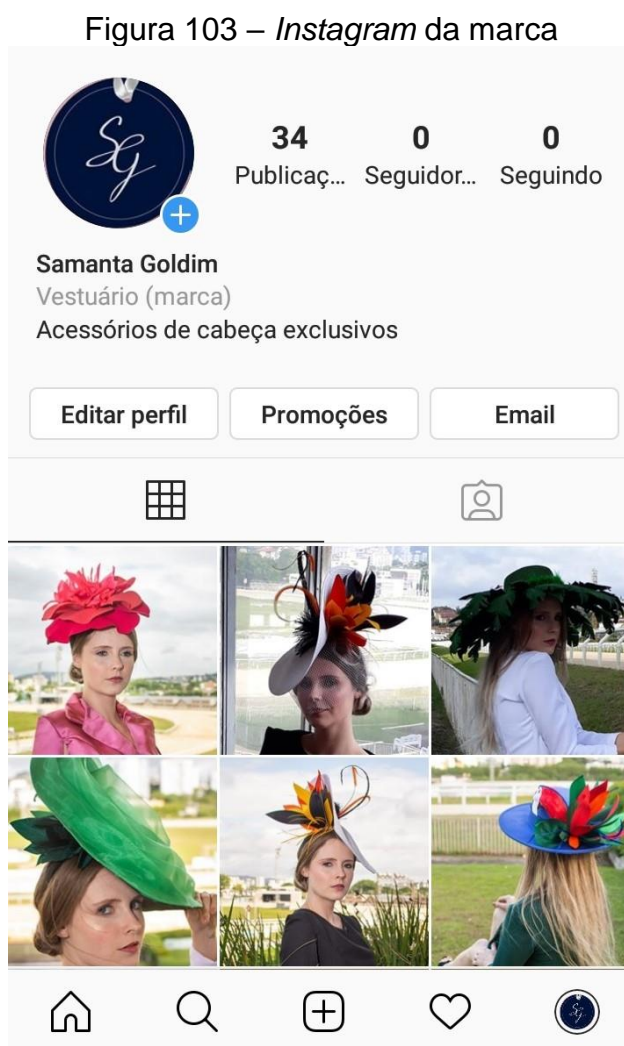 Figura 103 – Instagram da marca
SG
34 0 0
Publicaç... Seguidor... Seguindo
Samanta Goldim
Vestuário (marca)
Acessórios de cabeça exclusivos
Editar perfil Promoções Email
SG